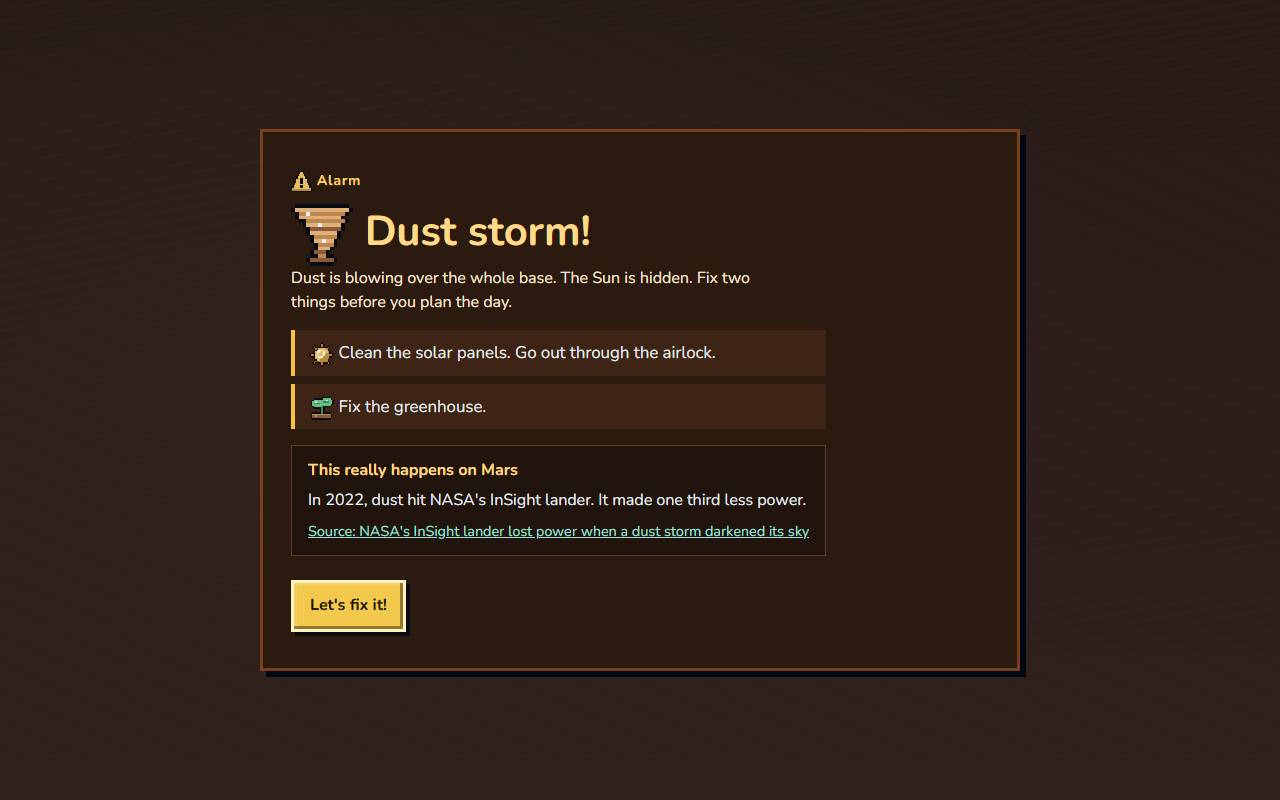 Alarm
Dust storm!
Dust is blowing over the whole base. The Sun is hidden. Fix two
things before you plan the day.
Clean the solar panels. Go out through the airlock.
Fix the greenhouse.
This really happens on Mars
In 2022, dust hit NASA's InSight lander. It made one third less power.
Source: NASA's InSight lander lost power when a dust storm darkened its sky
Let's fix it!